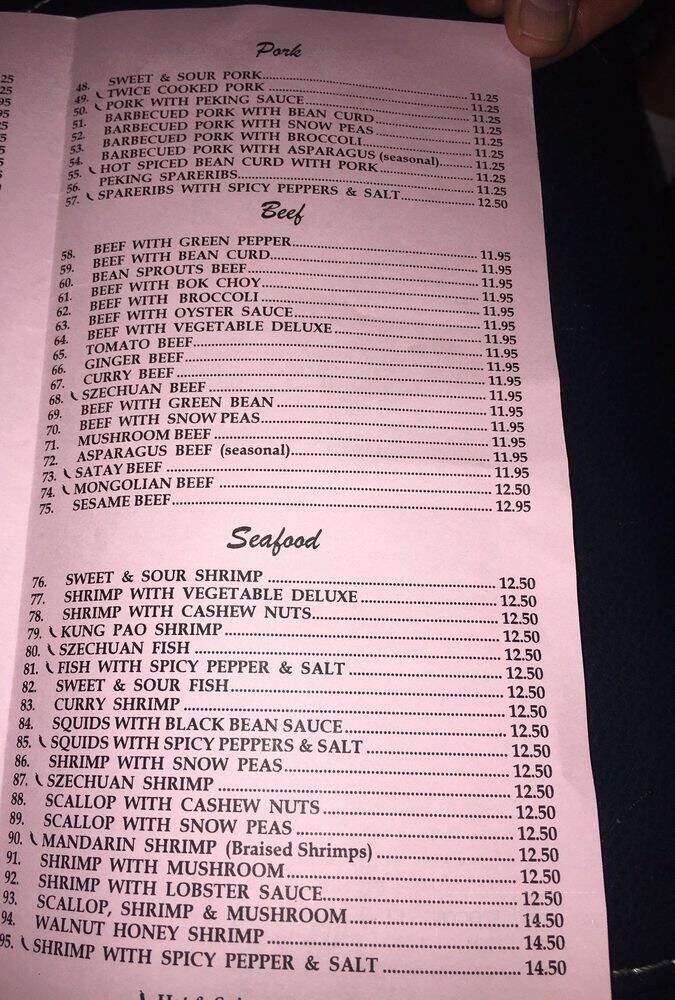 Pork
48. SWEET & SOUR PORK 11.25
49. TWICE COOKED PORK 11.25
50. PORK WITH PEKING SAUCE 11.25
51. BARBECUED PORK WITH BEAN CURD 11.25
52. BARBECUED PORK WITH SNOW PEAS 11.25
53. BARBECUED PORK WITH BROCCOLI 11.25
54. BARBECUED PORK WITH ASPARAGUS (seasonal) 11.25
55. HOT SPICED BEAN CURD WITH PORK 11.25
56. PEKING SPARERIBS 11.25
57. SPARERIBS WITH SPICY PEPPERS & SALT 12.50
Beef
58. BEEF WITH GREEN PEPPER 11.95
59. BEEF WITH BEAN CURD 11.95
60. BEAN SPROUTS BEEF 11.95
61. BEEF WITH BOK CHOY 11.95
62. BEEF WITH BROCCOLI 11.95
63. BEEF WITH OYSTER SAUCE 11.95
64. BEEF WITH VEGETABLE DELUXE 11.95
65. TOMATO BEEF 11.95
66. GINGER BEEF 11.95
67. CURRY BEEF 11.95
68. SZECHUAN BEEF 11.95
69. BEEF WITH GREEN BEAN 11.95
70. BEEF WITH SNOW PEAS 11.95
71. MUSHROOM BEEF 11.95
72. ASPARAGUS BEEF (seasonal) 11.95
73. SATAY BEEF 11.95
74. MONGOLIAN BEEF 12.50
75. SESAME BEEF 12.95
Seafood
76. SWEET & SOUR SHRIMP 12.50
77. SHRIMP WITH VEGETABLE DELUXE 12.50
78. SHRIMP WITH CASHEW NUTS 12.50
79. KUNG PAO SHRIMP 12.50
80. SZECHUAN FISH 12.50
81. FISH WITH SPICY PEPPER & SALT 12.50
82. SWEET & SOUR FISH 12.50
83. CURRY SHRIMP 12.50
84. SQUIDS WITH BLACK BEAN SAUCE 12.50
85. SQUIDS WITH SPICY PEPPERS & SALT 12.50
86. SHRIMP WITH SNOW PEAS 12.50
87. SZECHUAN SHRIMP 12.50
88. SCALLOP WITH CASHEW NUTS 12.50
89. SCALLOP WITH SNOW PEAS 12.50
90. MANDARIN SHRIMP (Braised Shrimps) 12.50
91. SHRIMP WITH MUSHROOM 12.50
92. SHRIMP WITH LOBSTER SAUCE 12.50
93. SCALLOP, SHRIMP & MUSHROOM 14.50
94. WALNUT HONEY SHRIMP 14.50
95. SHRIMP WITH SPICY PEPPER & SALT 14.50